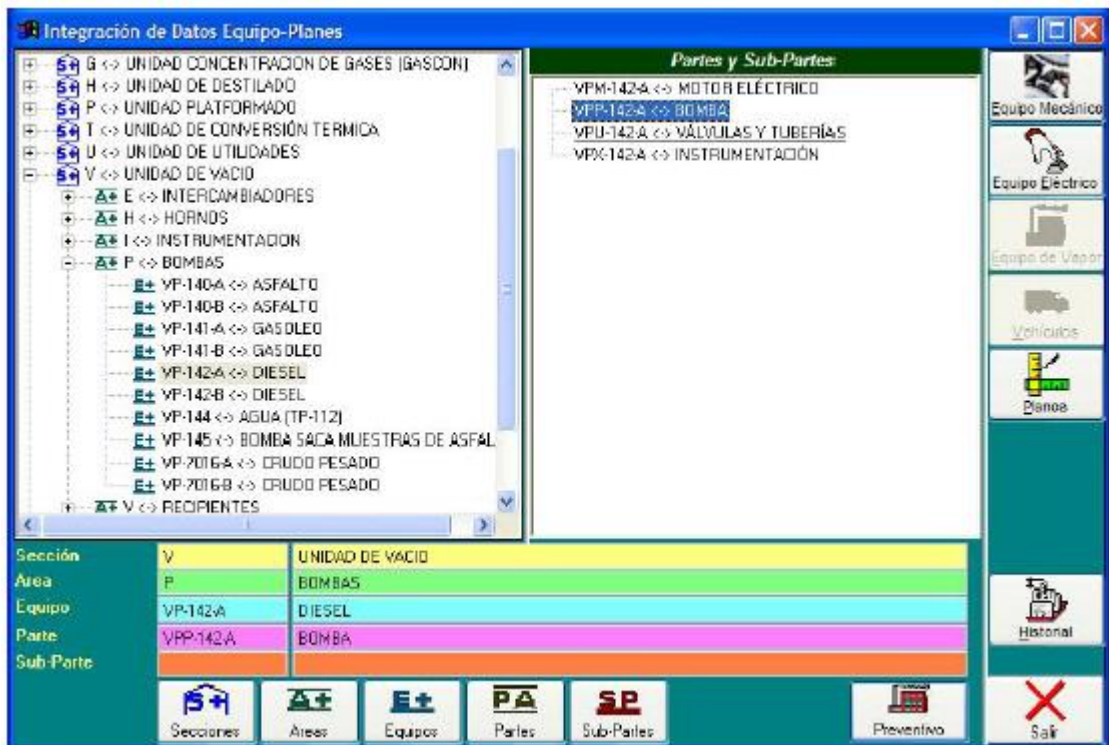 Integración de Datos Equipo-Planes
S+ G <-> UNIDAD CONCENTRACION DE GASES (GASCON)
S+ H <-> UNIDAD DE DESTILADO
S+ P <-> UNIDAD PLATFORMADO
S+ T <-> UNIDAD DE CONVERSIÓN TERMICA
S+ U <-> UNIDAD DE UTILIDADES
S+ V <-> UNIDAD DE VACIO
A+ E <-> INTERCAMBIADORES
A+ H <-> HORNOS
A+ I <-> INSTRUMENTACION
A+ P <-> BOMBAS
E+ VP-140-A <-> ASFALTO
E+ VP-140-B <-> ASFALTO
E+ VP-141-A <-> GASOLEO
E+ VP-141-B <-> GASOLEO
E+ VP-142-A <-> DIESEL
E+ VP-142-B <-> DIESEL
E+ VP-144 <-> AGUA (TP-112)
E+ VP-145 <-> BOMBA SACA MUESTRAS DE ASFAL
E+ VP-7016-A <-> CRUDO PESADO
E+ VP-7016-B <-> CRUDO PESADO
A+ V <-> RECIPIENTES
Partes y Sub-Partes
VPM-142-A <-> MOTOR ELÉCTRICO
VPP-142-A <-> BOMBA
VPU-142-A <-> VÁLVULAS Y TUBERÍAS
VPX-142-A <-> INSTRUMENTACIÓN
Equipo Mecánico
Equipo Eléctrico
Equipo de Vapor
Vehículos
Planos
Historial
Salir
Sección V UNIDAD DE VACIO
Area P BOMBAS
Equipo VP-142-A DIESEL
Parte VPP-142-A BOMBA
Sub-Parte
S+ A+ E+ PA SP
Secciones Areas Equipos Partes Sub-Partes Preventivo